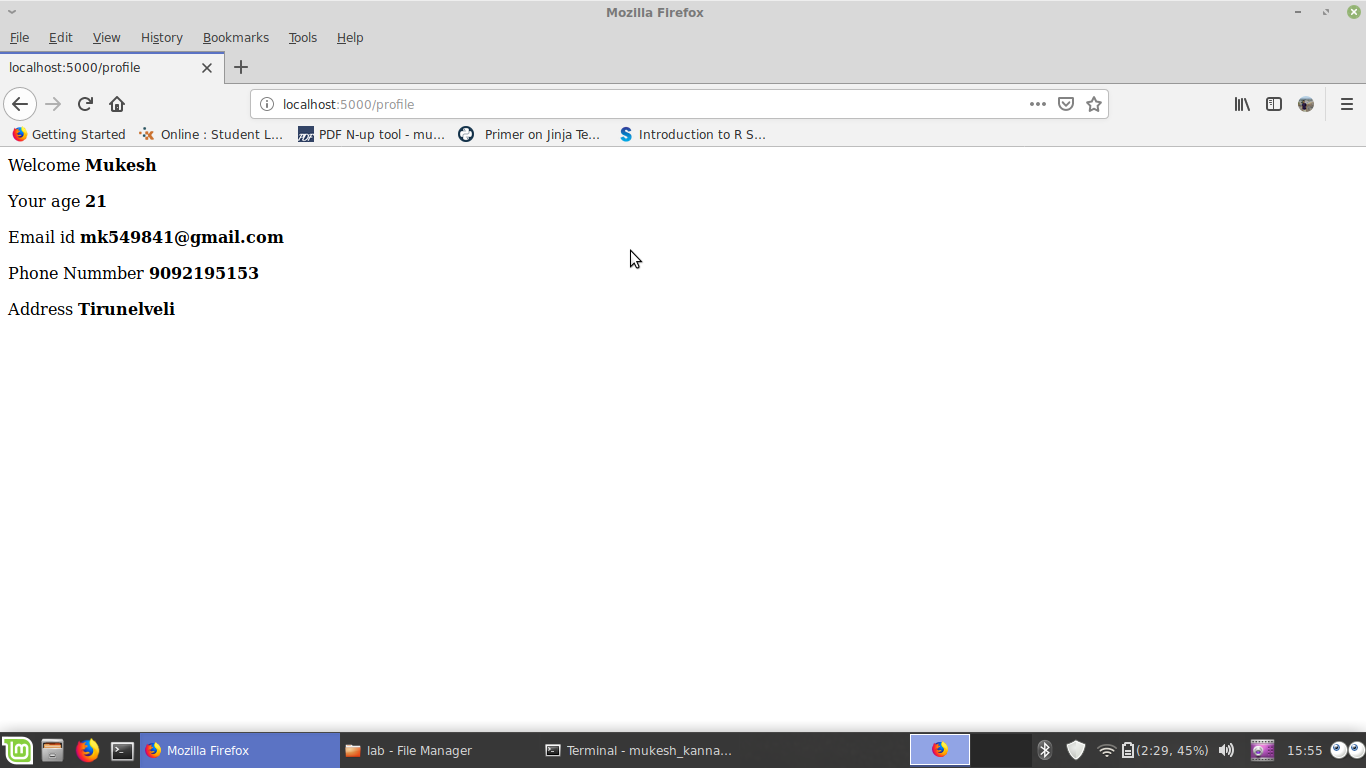 Mozilla Firefox
File Edit View History Bookmarks Tools Help
localhost:5000/profile
localhost:5000/profile
Getting Started Online : Student L... PDF N-up tool - mu... Primer on Jinja Te... Introduction to R S...
Welcome Mukesh
Your age 21
Email id mk549841@gmail.com
Phone Nummber 9092195153
Address Tirunelveli
Mozilla Firefox lab - File Manager Terminal - mukesh_kanna... (2:29, 45%) 15:55